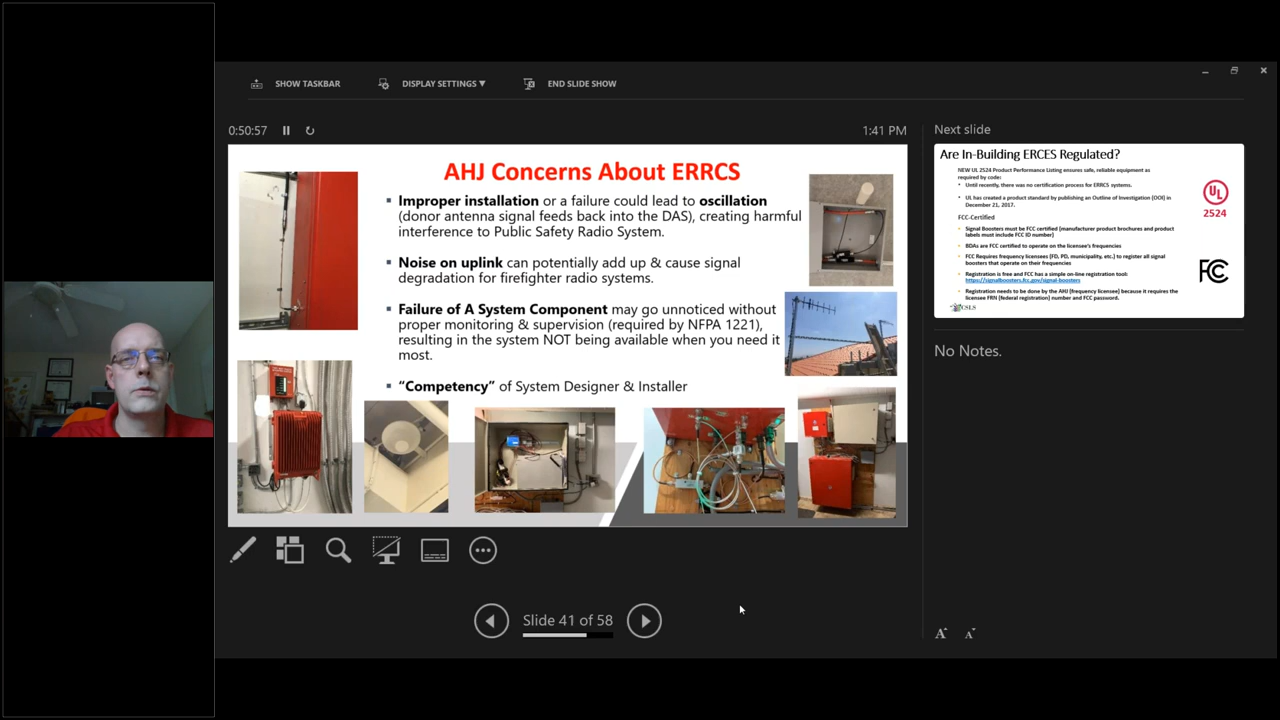 SHOW TASKBAR
DISPLAY SETTINGS ▼
END SLIDE SHOW
0:50:57
1:41 PM
AHJ Concerns About ERRCS
▪ Improper installation or a failure could lead to oscillation
(donor antenna signal feeds back into the DAS), creating harmful
interference to Public Safety Radio System.
▪ Noise on uplink can potentially add up & cause signal
degradation for firefighter radio systems.
▪ Failure of A System Component may go unnoticed without
proper monitoring & supervision (required by NFPA 1221),
resulting in the system NOT being available when you need it
most.
▪ “Competency” of System Designer & Installer
Slide 41 of 58
Next slide
Are In-Building ERCES Regulated?
NEW UL 2524 Product Performance Listing ensures safe, reliable equipment as
required by code:
• Until recently, there was no certification process for ERRCS systems.
• UL has created a product standard by publishing an Outline of Investigation (OOI) in
December 21, 2017.
FCC-Certified
• Signal Boosters must be FCC certified (manufacturer product brochures and product
labels must include FCC ID number)
• BDAs are FCC certified to operate on the licensee's frequencies
• FCC Requires frequency licensees (FD, PD, municipality, etc.) to register all signal
boosters that operate on their frequencies
• Registration is free and FCC has a simple on-line registration tool:
https://signalboosters.fcc.gov/signal-boosters
• Registration needs to be done by the AHJ (frequency licensee) because it requires the
licensee FRN (federal registration) number and FCC password.
UL
2524
FCC
CSLS
No Notes.
A A